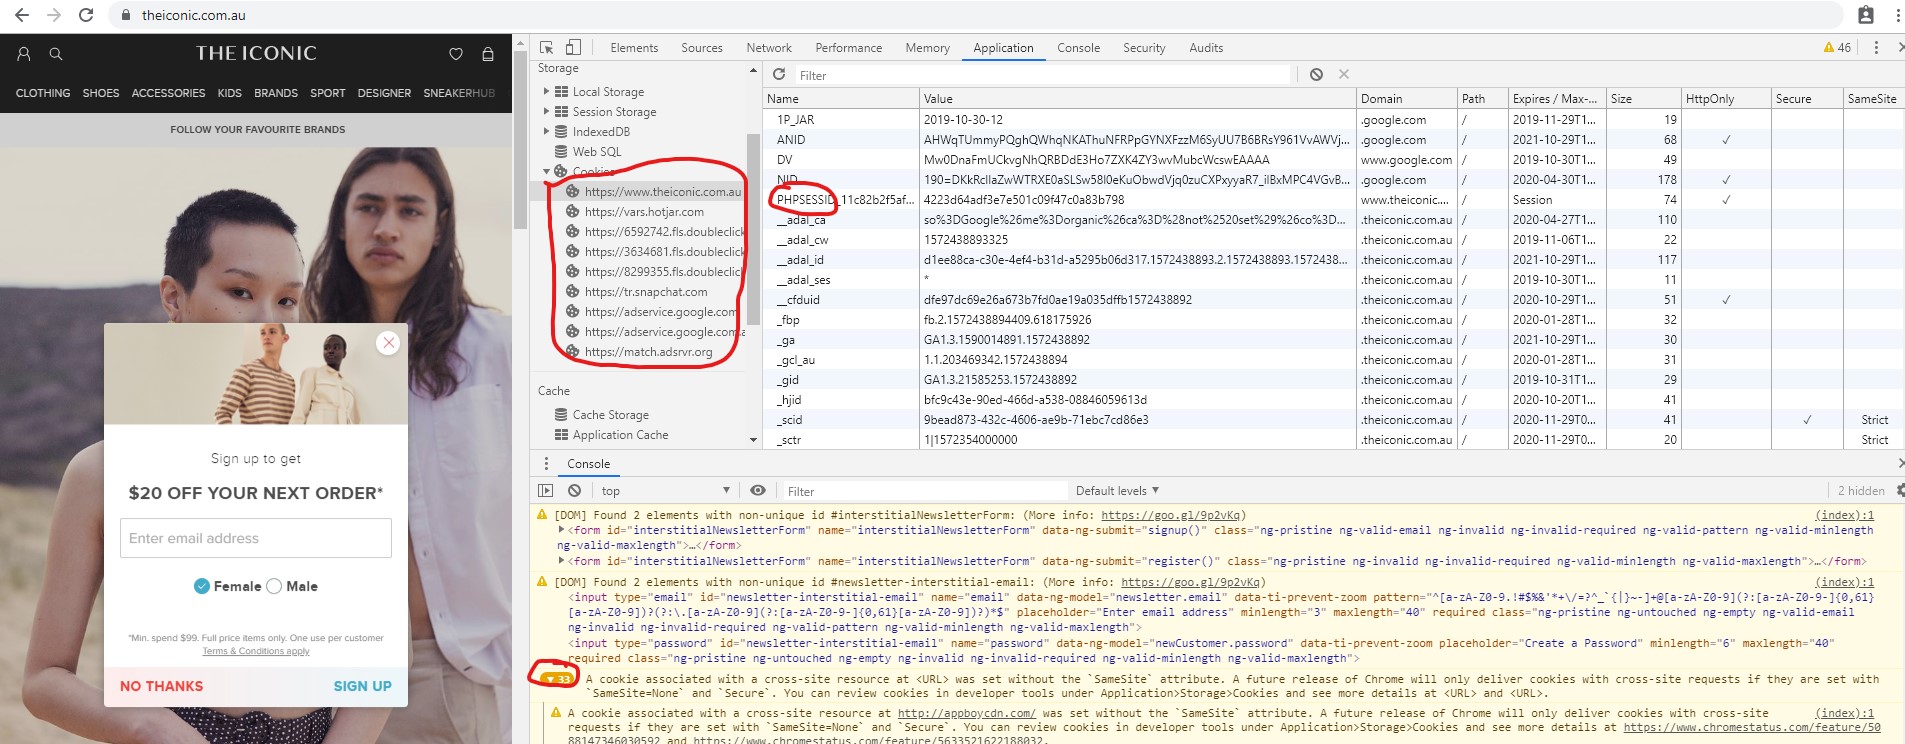 theiconic.com.au
THE ICONIC
CLOTHING SHOES ACCESSORIES KIDS BRANDS SPORT DESIGNER SNEAKERHUB
FOLLOW YOUR FAVOURITE BRANDS
Sign up to get
$20 OFF YOUR NEXT ORDER*
Enter email address
Female Male
*Min. spend $99. Full price items only. One use per customer
Terms & Conditions apply
NO THANKS SIGN UP
Elements Sources Network Performance Memory Application Console Security Audits 46
Storage
Local Storage
Session Storage
IndexedDB
Web SQL
Cookies
https://www.theiconic.com.au
https://vars.hotjar.com
https://6592742.fls.doubleclick
https://3634681.fls.doubleclick
https://8299355.fls.doubleclick
https://tr.snapchat.com
https://adservice.google.com
https://adservice.google.com.a
https://match.adsrvr.org
Cache
Cache Storage
Application Cache
Filter
Name Value Domain Path Expires / Max-... Size HttpOnly Secure SameSite
1P_JAR 2019-10-30-12 .google.com / 2019-11-29T1... 19
ANID AHWqTUmmyPQghQWhqNKAThuNFRPpGYNXFzzM6SyUU7B6BRsY961VvAWVj... .google.com / 2021-10-29T1... 68 ✓
DV Mw0DnaFmUCkvgNhQRBDdE3Ho7ZXK4ZY3wvMubcWcswEAAAA www.google.com / 2019-10-30T1... 49
NID 190=DKkRcIIaZwWTRXE0aSLSw58I0eKuObwdVjq0zuCXPxyyaR7_ilBxMPC4VGvB... .google.com / 2020-04-30T1... 178 ✓
PHPSESSID_11c82b2f5af... 4223d64adf3e7e501c09f47c0a83b798 www.theiconic.... / Session 74 ✓
__adal_ca so%3DGoogle%26me%3Dorganic%26ca%3D%28not%2520set%29%26co%3D... .theiconic.com.au / 2020-04-27T1... 110
__adal_cw 1572438893325 .theiconic.com.au / 2019-11-06T1... 22
__adal_id d1ee88ca-c30e-4ef4-b31d-a5295b06d317.1572438893.2.1572438893.1572438... .theiconic.com.au / 2021-10-29T1... 117
__adal_ses * .theiconic.com.au / 2019-10-30T1... 11
__cfduid dfe97dc69e26a673b7fd0ae19a035dffb1572438892 .theiconic.com.au / 2020-10-29T1... 51 ✓
_fbp fb.2.1572438894409.618175926 .theiconic.com.au / 2020-01-28T1... 32
_ga GA1.3.1590014891.1572438892 .theiconic.com.au / 2021-10-29T1... 30
_gcl_au 1.1.203469342.1572438894 .theiconic.com.au / 2020-01-28T1... 31
_gid GA1.3.21585253.1572438892 .theiconic.com.au / 2019-10-31T1... 29
_hjid bfc9c43e-90ed-466d-a538-08846059613d .theiconic.com.au / 2020-10-20T1... 41
_scid 9bead873-432c-4606-ae9b-71ebc7cd86e3 .theiconic.com.au / 2020-11-29T0... 41 ✓ Strict
_sctr 1|1572354000000 .theiconic.com.au / 2020-11-29T0... 20 Strict
Console
top Filter Default levels 2 hidden
[DOM] Found 2 elements with non-unique id #interstitialNewsletterForm: (More info: https://goo.gl/9p2vKq) (index):1
<form id="interstitialNewsletterForm" name="interstitialNewsletterForm" data-ng-submit="signup()" class="ng-pristine ng-valid-email ng-invalid ng-invalid-required ng-valid-pattern ng-valid-minlength
ng-valid-maxlength">…</form>
<form id="interstitialNewsletterForm" name="interstitialNewsletterForm" data-ng-submit="register()" class="ng-pristine ng-invalid ng-invalid-required ng-valid-minlength ng-valid-maxlength">…</form>
[DOM] Found 2 elements with non-unique id #newsletter-interstitial-email: (More info: https://goo.gl/9p2vKq) (index):1
<input type="email" id="newsletter-interstitial-email" name="email" data-ng-model="newsletter.email" data-ti-prevent-zoom pattern="^[a-zA-Z0-9.!#$%&'*+\/=?^_`{|}~-]+@[a-zA-Z0-9](?:[a-zA-Z0-9-]{0,61}
[a-zA-Z0-9])?(?:\.[a-zA-Z0-9](?:[a-zA-Z0-9-]{0,61}[a-zA-Z0-9])?)*$" placeholder="Enter email address" minlength="3" maxlength="40" required class="ng-pristine ng-untouched ng-empty ng-valid-email
ng-invalid ng-invalid-required ng-valid-pattern ng-valid-minlength ng-valid-maxlength">
<input type="password" id="newsletter-interstitial-email" name="password" data-ng-model="newCustomer.password" data-ti-prevent-zoom placeholder="Create a Password" minlength="6" maxlength="40"
required class="ng-pristine ng-untouched ng-empty ng-invalid ng-invalid-required ng-valid-minlength ng-valid-maxlength">
33 A cookie associated with a cross-site resource at <URL> was set without the `SameSite` attribute. A future release of Chrome will only deliver cookies with cross-site requests if they are set with
`SameSite=None` and `Secure`. You can review cookies in developer tools under Application>Storage>Cookies and see more details at <URL> and <URL>.
A cookie associated with a cross-site resource at http://appboycdn.com/ was set without the `SameSite` attribute. A future release of Chrome will only deliver cookies with cross-site (index):1
requests if they are set with `SameSite=None` and `Secure`. You can review cookies in developer tools under Application>Storage>Cookies and see more details at https://www.chromestatus.com/feature/50
88147346030592 and https://www.chromestatus.com/feature/5633521622188032.